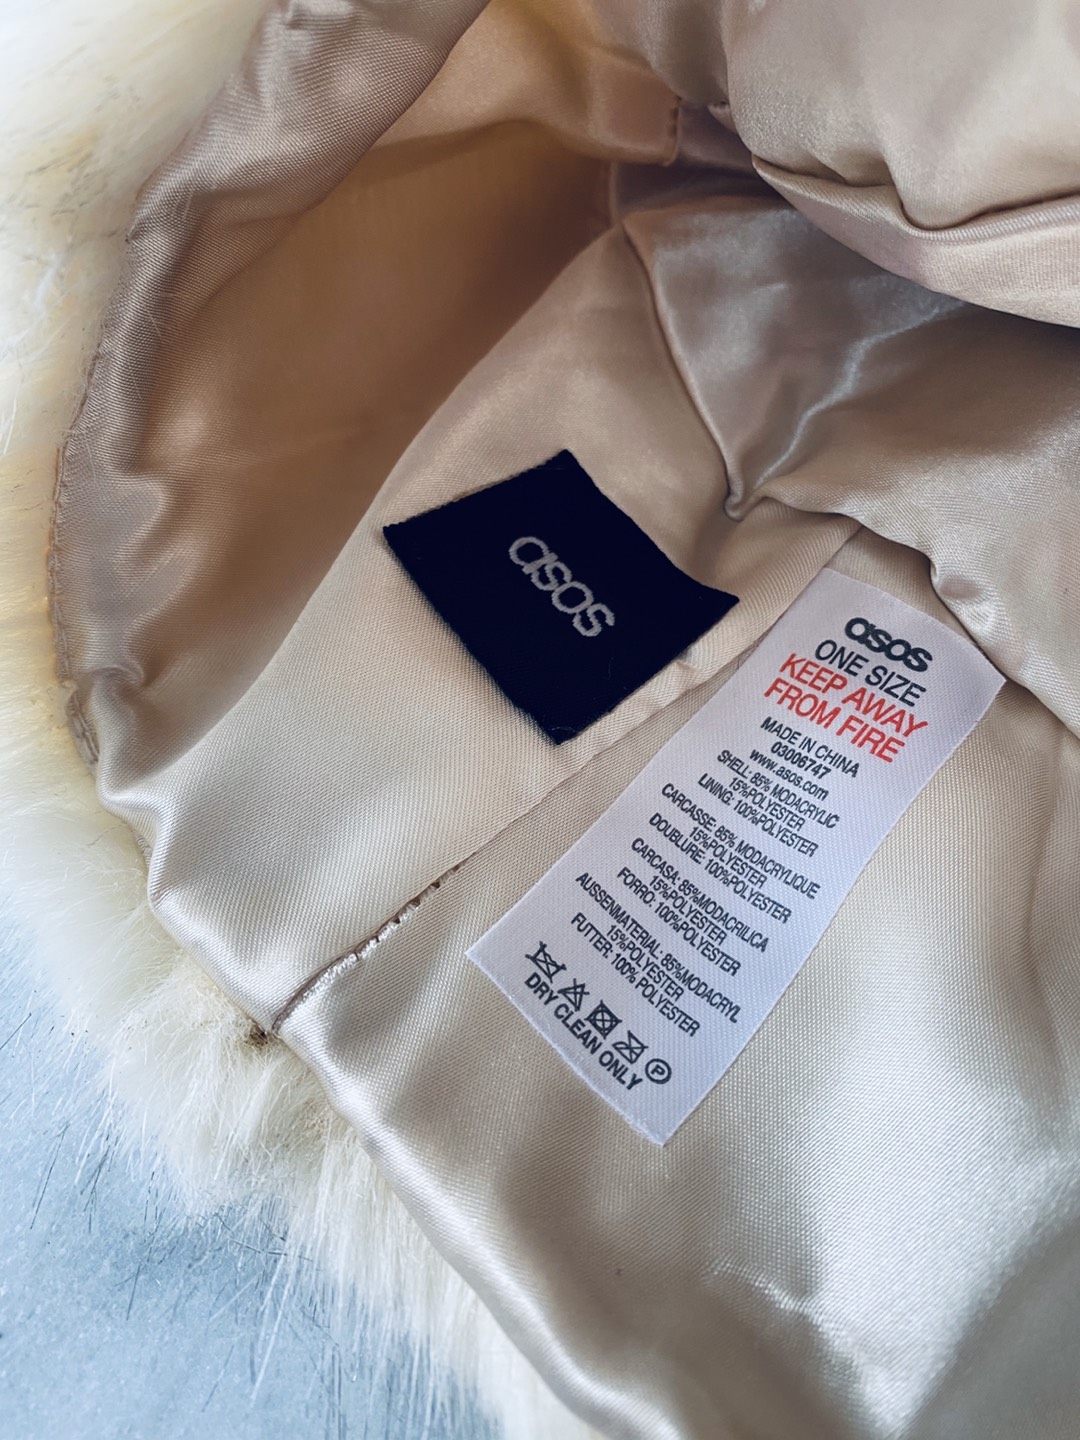 asos
asos
ONE SIZE
KEEP AWAY
FROM FIRE
MADE IN CHINA
03006747
www.asos.com
SHELL: 85% MODACRYLIC
15%POLYESTER
LINING: 100%POLYESTER
CARCASSE: 85% MODACRYLIQUE
15%POLYESTER
DOUBLURE: 100%POLYESTER
CARCASA: 85%MODACRILICA
15%POLYESTER
FORRO: 100%POLYESTER
AUSSENMATERIAL: 85%MODACRYL
15%POLYESTER
FUTTER: 100% POLYESTER
P
DRY CLEAN ONLY